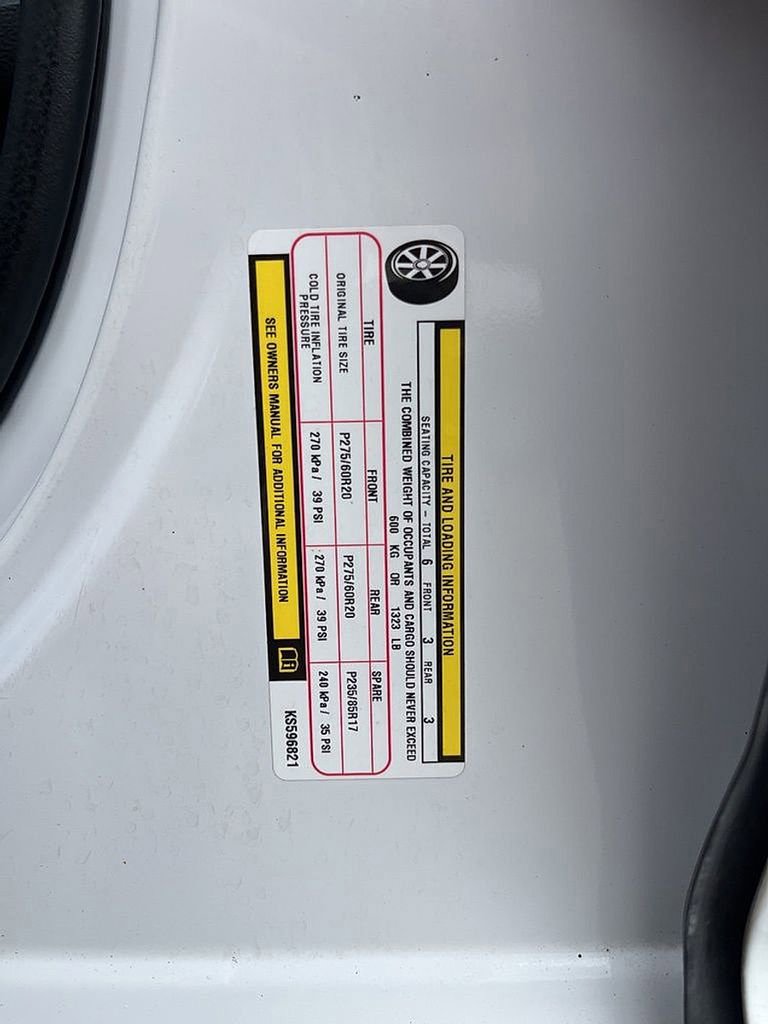 TIRE AND LOADING INFORMATION
SEATING CAPACITY – TOTAL 6 FRONT 3 REAR 3
THE COMBINED WEIGHT OF OCCUPANTS AND CARGO SHOULD NEVER EXCEED
600 KG OR 1323 LB
TIRE FRONT REAR SPARE
ORIGINAL TIRE SIZE P275/60R20 P275/60R20 P235/85R17
COLD TIRE INFLATION PRESSURE 270 kPa / 39 PSI 270 kPa / 39 PSI 240 kPa / 35 PSI
SEE OWNERS MANUAL FOR ADDITIONAL INFORMATION
KS596821